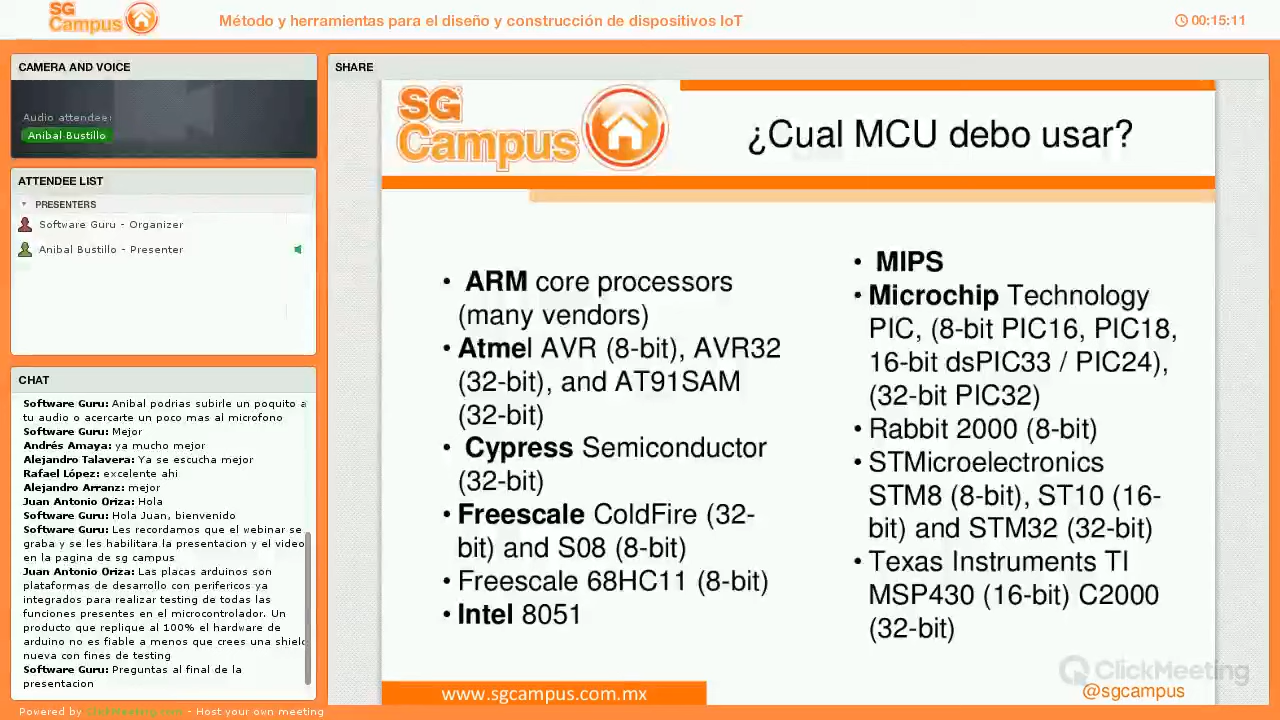 SG Campus
Método y herramientas para el diseño y construcción de dispositivos IoT
00:15:11
CAMERA AND VOICE
Audio attendees
Anibal Bustillo
ATTENDEE LIST
PRESENTERS
Software Guru - Organizer
Anibal Bustillo - Presenter
CHAT
Software Guru: Anibal podrias subirle un poquito a
tu audio o acercarte un poco mas al microfono
Software Guru: Mejor
Andrés Amaya: ya mucho mejor
Alejandro Talavera: Ya se escucha mejor
Rafael López: excelente ahi
Alejandro Arranz: mejor
Juan Antonio Oriza: Hola
Software Guru: Hola Juan, bienvenido
Software Guru: Les recordamos que el webinar se
graba y se les habilitara la presentacion y el video
en la pagina de sg campus
Juan Antonio Oriza: Las placas arduinos son
plataformas de desarrollo con perifericos ya
integrados para realizar testing de todas las
funciones presentes en el microcontrolador. Un
producto que replique al 100% el hardware de
arduino no es fiable a menos que crees una shield
nueva con fines de testing
Software Guru: Preguntas al final de la
presentacion
Powered by ClickMeeting.com - Host your own meeting
SHARE
SG
Campus
¿Cual MCU debo usar?
• ARM core processors
(many vendors)
• Atmel AVR (8-bit), AVR32
(32-bit), and AT91SAM
(32-bit)
• Cypress Semiconductor
(32-bit)
• Freescale ColdFire (32-
bit) and S08 (8-bit)
• Freescale 68HC11 (8-bit)
• Intel 8051
• MIPS
• Microchip Technology
PIC, (8-bit PIC16, PIC18,
16-bit dsPIC33 / PIC24),
(32-bit PIC32)
• Rabbit 2000 (8-bit)
• STMicroelectronics
STM8 (8-bit), ST10 (16-
bit) and STM32 (32-bit)
• Texas Instruments TI
MSP430 (16-bit) C2000
(32-bit)
ClickMeeting
www.sgcampus.com.mx
@sgcampus